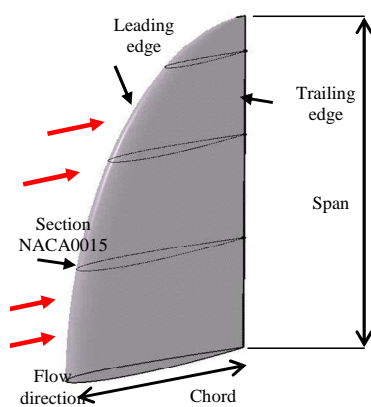 Leading
edge
Trailing
edge
Span
Section
NACA0015
Flow
direction
Chord